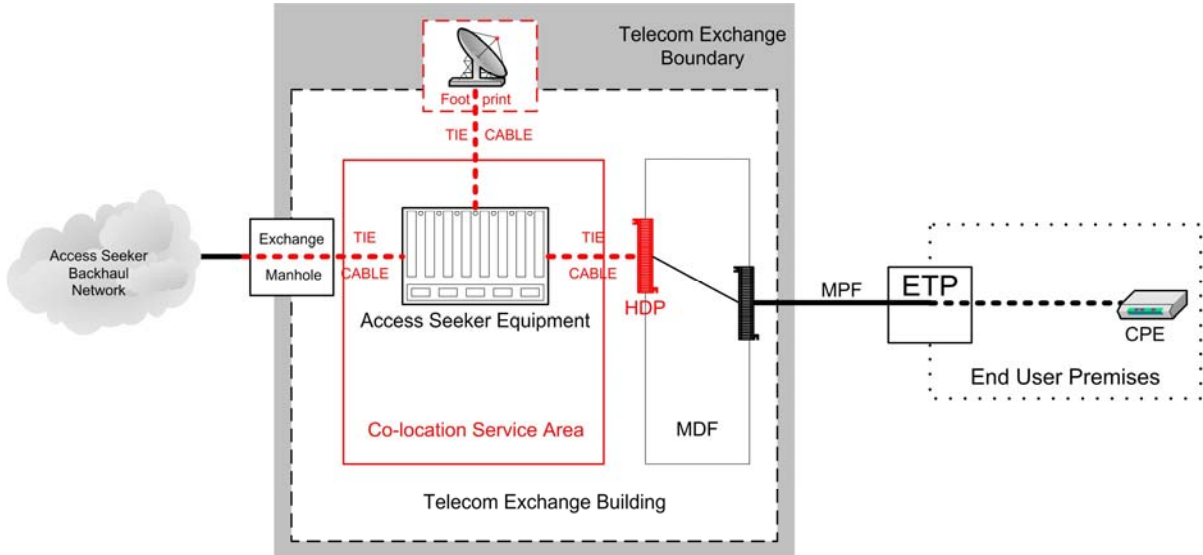 Telecom Exchange
Boundary
Foot print
TIE CABLE
Access Seeker
Backhaul
Network
Exchange
Manhole
TIE
CABLE
Access Seeker Equipment
TIE
CABLE
HDP
Co-location Service Area
MDF
Telecom Exchange Building
MPF
ETP
CPE
End User Premises